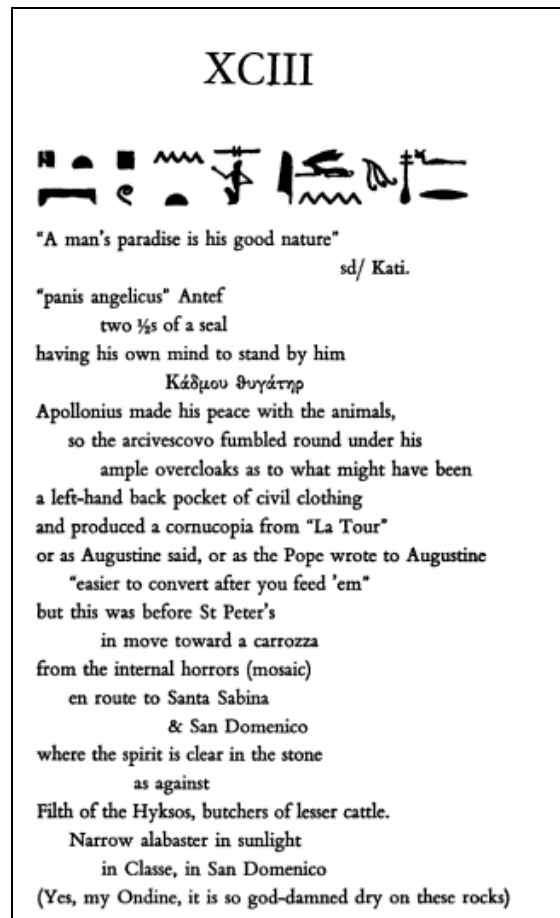 XCIII
"A man's paradise is his good nature"
sd/ Kati.
"panis angelicus" Antef
two ½s of a seal
having his own mind to stand by him
Κάδμου θυγάτηρ
Apollonius made his peace with the animals,
so the arcivescovo fumbled round under his
ample overcloaks as to what might have been
a left-hand back pocket of civil clothing
and produced a cornucopia from "La Tour"
or as Augustine said, or as the Pope wrote to Augustine
"easier to convert after you feed 'em"
but this was before St Peter's
in move toward a carrozza
from the internal horrors (mosaic)
en route to Santa Sabina
& San Domenico
where the spirit is clear in the stone
as against
Filth of the Hyksos, butchers of lesser cattle.
Narrow alabaster in sunlight
in Classe, in San Domenico
(Yes, my Ondine, it is so god-damned dry on these rocks)